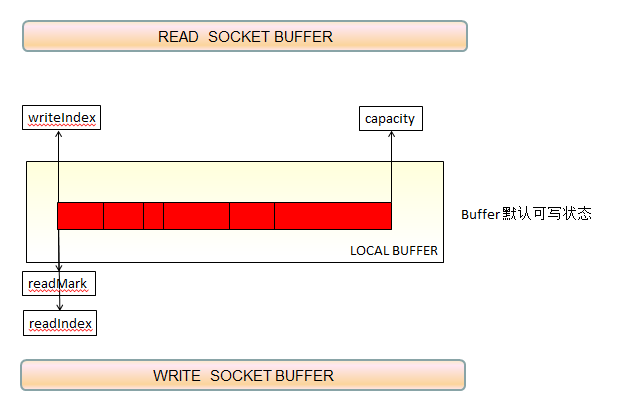 READ SOCKET BUFFER
writeIndex
capacity
Buffer默认可写状态
LOCAL BUFFER
readMark
readIndex
WRITE SOCKET BUFFER